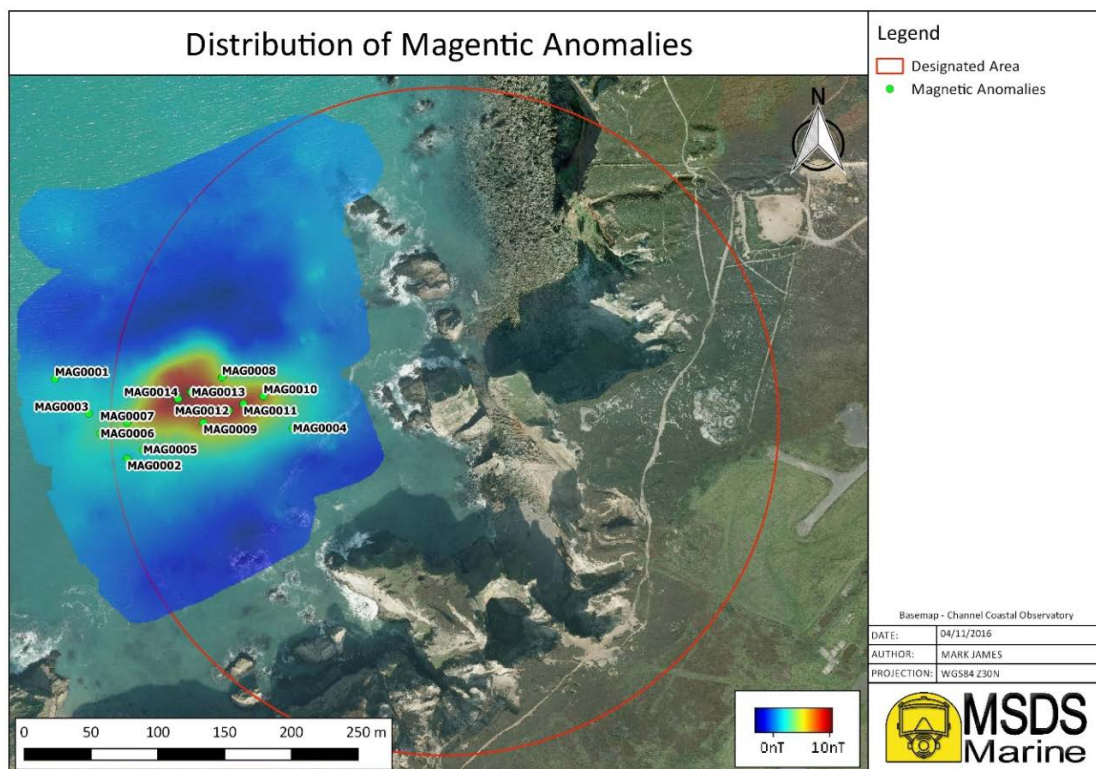 Distribution of Magentic Anomalies
Legend
Designated Area
Magnetic Anomalies
N
MAG0001
MAG0008
MAG0014
MAG0013
MAG0010
MAG0003
MAG0012
MAG0011
MAG0007
MAG0009
MAG0004
MAG0006
MAG0005
MAG0002
Basemap - Channel Coastal Observatory
DATE: 04/11/2016
AUTHOR: MARK JAMES
PROJECTION: WGS84 Z30N
0 50 100 150 200 250 m
0nT 10nT
MSDS
Marine